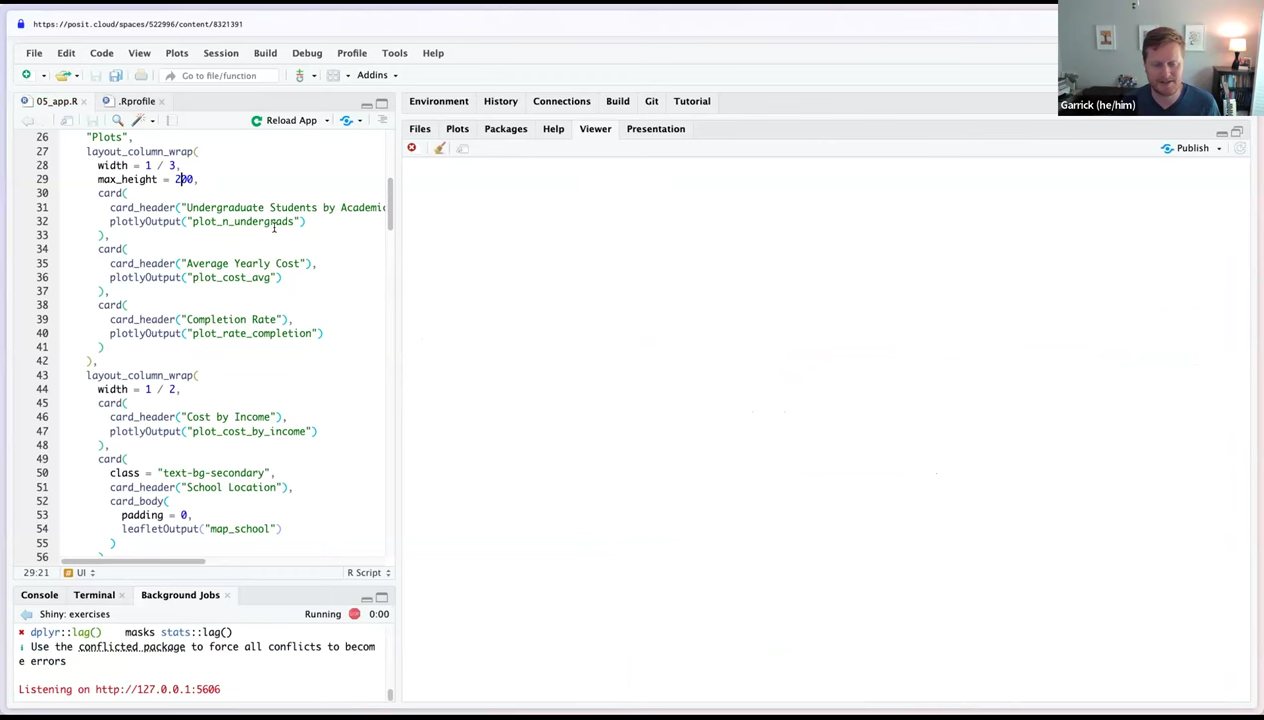 https://posit.cloud/spaces/522996/content/8321391
File Edit Code View Plots Session Build Debug Profile Tools Help
Go to file/function Addins
Garrick (he/him)
05_app.R .Rprofile
Reload App
26 "Plots",
27 layout_column_wrap(
28 width = 1 / 3,
29 max_height = 200,
30 card(
31 card_header("Undergraduate Students by Academic
32 plotlyOutput("plot_n_undergrads")
33 ),
34 card(
35 card_header("Average Yearly Cost"),
36 plotlyOutput("plot_cost_avg")
37 ),
38 card(
39 card_header("Completion Rate"),
40 plotlyOutput("plot_rate_completion")
41 )
42 ),
43 layout_column_wrap(
44 width = 1 / 2,
45 card(
46 card_header("Cost by Income"),
47 plotlyOutput("plot_cost_by_income")
48 ),
49 card(
50 class = "text-bg-secondary",
51 card_header("School Location"),
52 card_body(
53 padding = 0,
54 leafletOutput("map_school")
55 )
56 )
29:21 # UI R Script
Console Terminal Background Jobs
Shiny: exercises Running 0:00
✖ dplyr::lag() masks stats::lag()
ℹ Use the conflicted package to force all conflicts to becom
e errors
Listening on http://127.0.0.1:5606
Environment History Connections Build Git Tutorial
Files Plots Packages Help Viewer Presentation
Publish